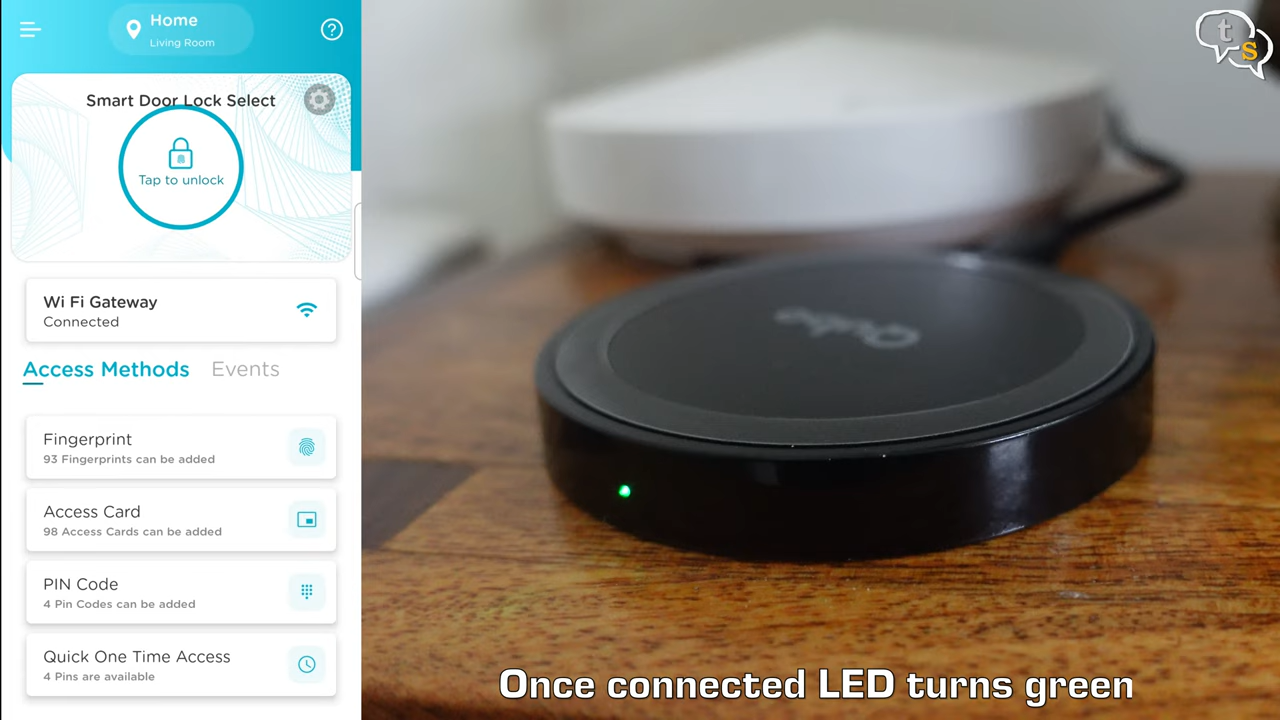 Home
Living Room
Smart Door Lock Select
Tap to unlock
Wi Fi Gateway
Connected
Access Methods
Events
Fingerprint
93 Fingerprints can be added
Access Card
98 Access Cards can be added
PIN Code
4 Pin Codes can be added
Quick One Time Access
4 Pins are available
Qubo
ts
Once connected LED turns green